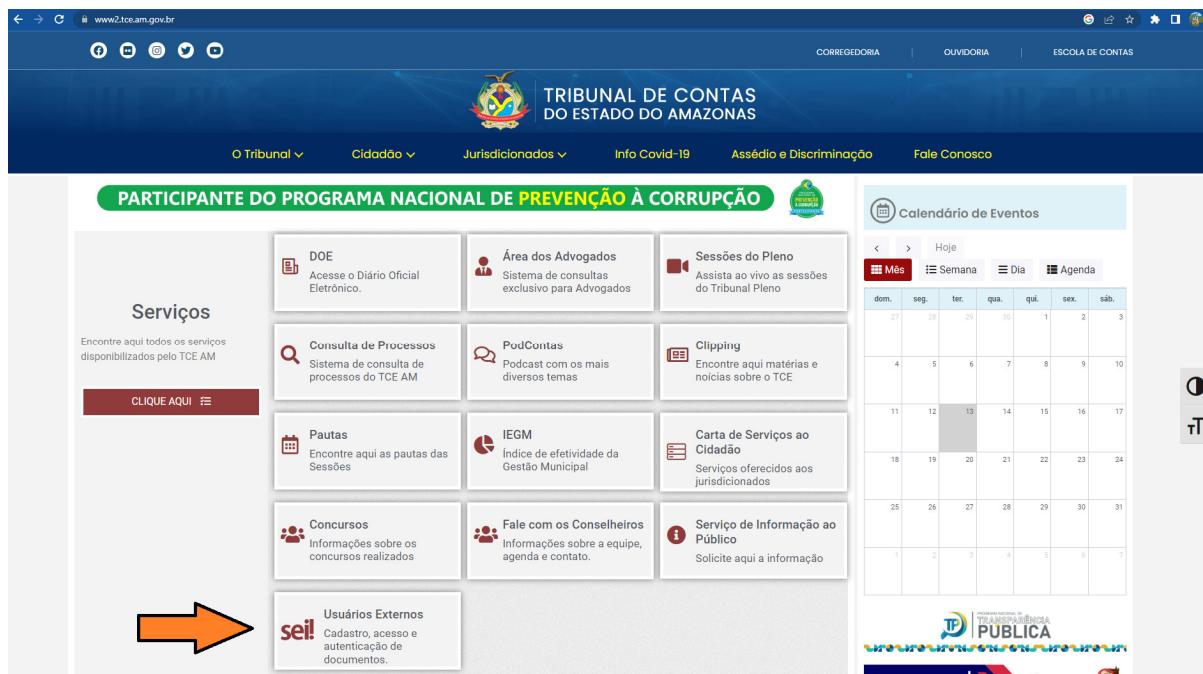 www2.tce.am.gov.br
CORREGEDORIA | OUVIDORIA | ESCOLA DE CONTAS
TRIBUNAL DE CONTAS
DO ESTADO DO AMAZONAS
O Tribunal
Cidadão
Jurisdicionados
Info Covid-19
Assédio e Discriminação
Fale Conosco
PARTICIPANTE DO PROGRAMA NACIONAL DE PREVENÇÃO À CORRUPÇÃO
Serviços
Encontre aqui todos os serviços
disponibilizados pelo TCE AM
CLIQUE AQUI
DOE
Acesse o Diário Oficial
Eletrônico.
Área dos Advogados
Sistema de consultas
exclusivo para Advogados
Sessões do Pleno
Assista ao vivo as sessões
do Tribunal Pleno
Consulta de Processos
Sistema de consulta de
processos do TCE AM
PodContas
Podcast com os mais
diversos temas
Clipping
Encontre aqui matérias e
noícias sobre o TCE
Pautas
Encontre aqui as pautas das
Sessões
IEGM
Índice de efetividade da
Gestão Municipal
Carta de Serviços ao
Cidadão
Serviços oferecidos aos
jurisdicionados
Concursos
Informações sobre os
concursos realizados
Fale com os Conselheiros
Informações sobre a equipe,
agenda e contato.
Serviço de Informação ao
Público
Solicite aqui a informação
sei!
Usuários Externos
Cadastro, acesso e
autenticação de
documentos.
Calendário de Eventos
< > Hoje
Mês Semana Dia Agenda
dom. seg. ter. qua. qui. sex. sáb.
27 28 29 30 1 2 3
4 5 6 7 8 9 10
11 12 13 14 15 16 17
18 19 20 21 22 23 24
25 26 27 28 29 30 31
1 2 3 4 5 6 7
TP
PROGRAMA NACIONAL DE
TRANSPARÊNCIA
PÚBLICA
TT